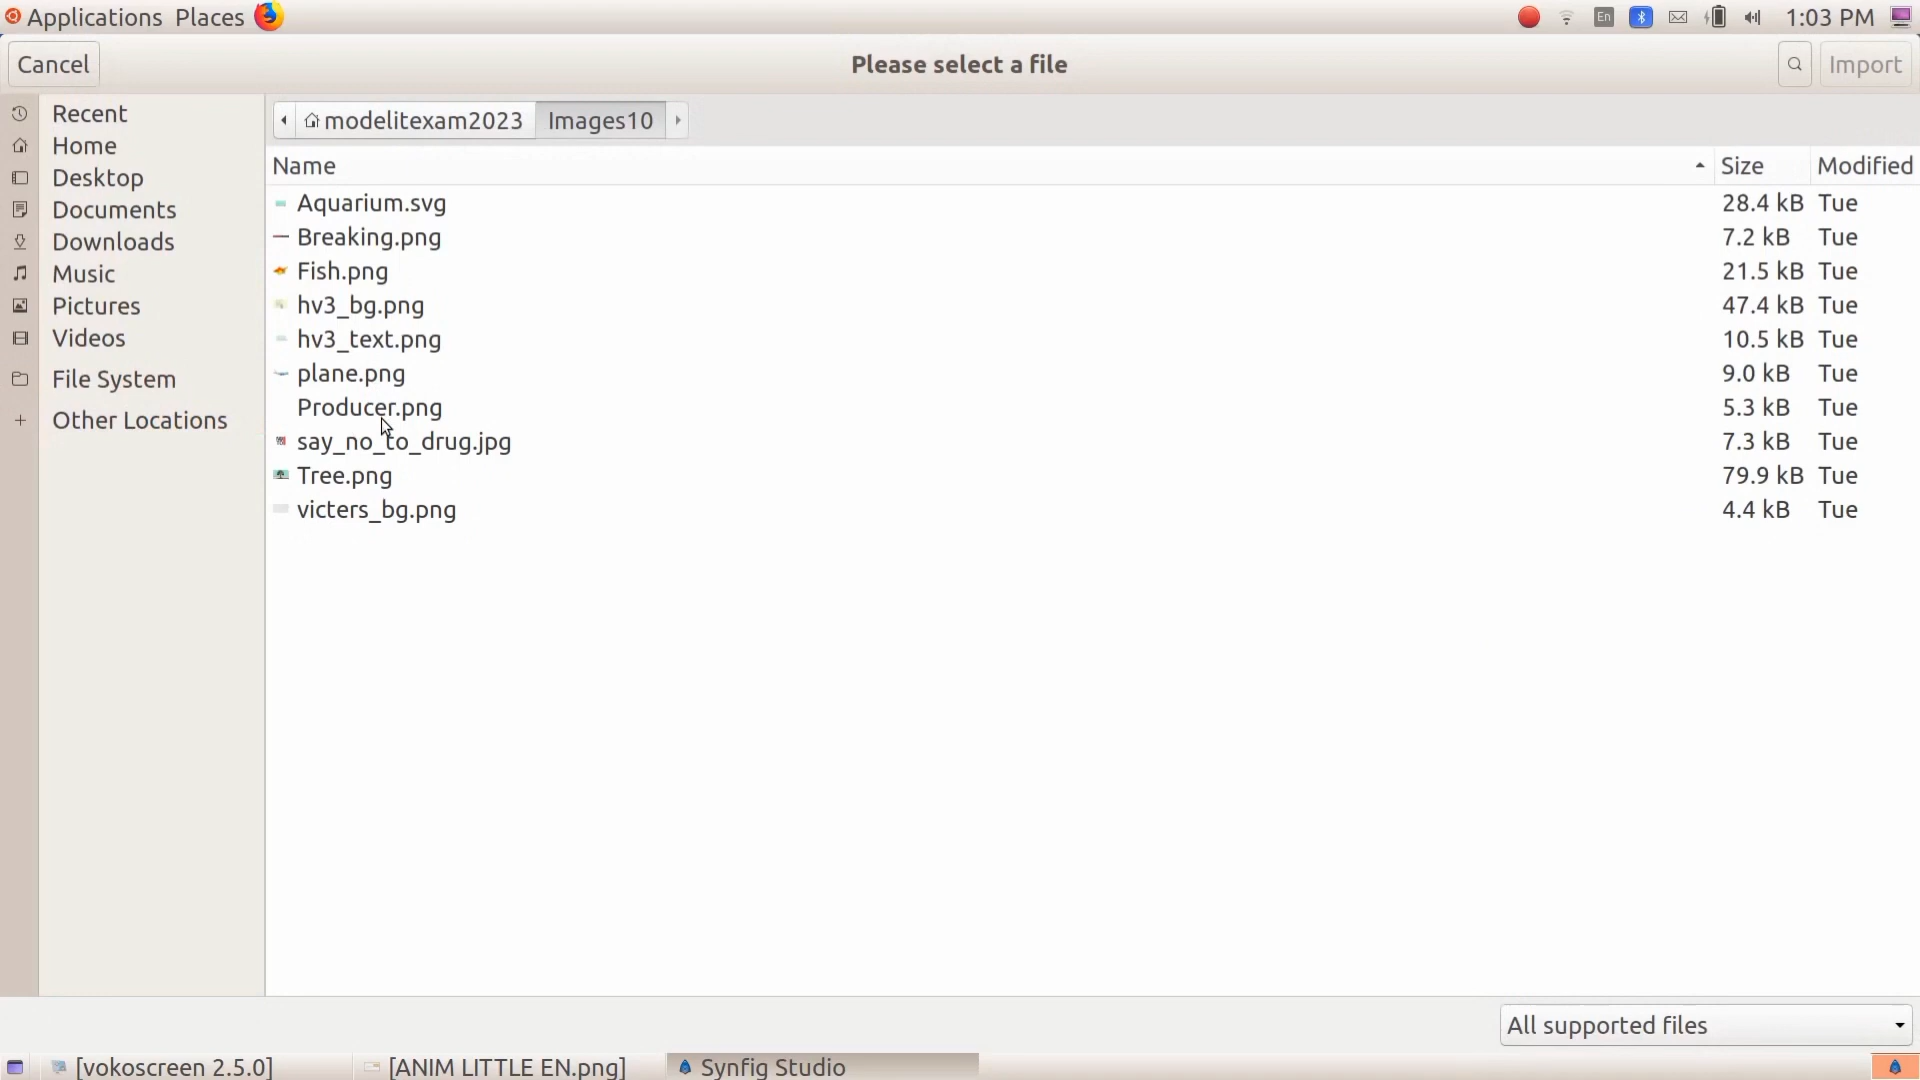 Applications Places En 1:03 PM
Cancel Please select a file Import
Recent
Home
Desktop
Documents
Downloads
Music
Pictures
Videos
File System
Other Locations
modelitexam2023 Images10
Name Size Modified
Aquarium.svg 28.4 kB Tue
Breaking.png 7.2 kB Tue
Fish.png 21.5 kB Tue
hv3_bg.png 47.4 kB Tue
hv3_text.png 10.5 kB Tue
plane.png 9.0 kB Tue
Producer.png 5.3 kB Tue
say_no_to_drug.jpg 7.3 kB Tue
Tree.png 79.9 kB Tue
victers_bg.png 4.4 kB Tue
All supported files
[vokoscreen 2.5.0] [ANIM LITTLE EN.png] Synfig Studio